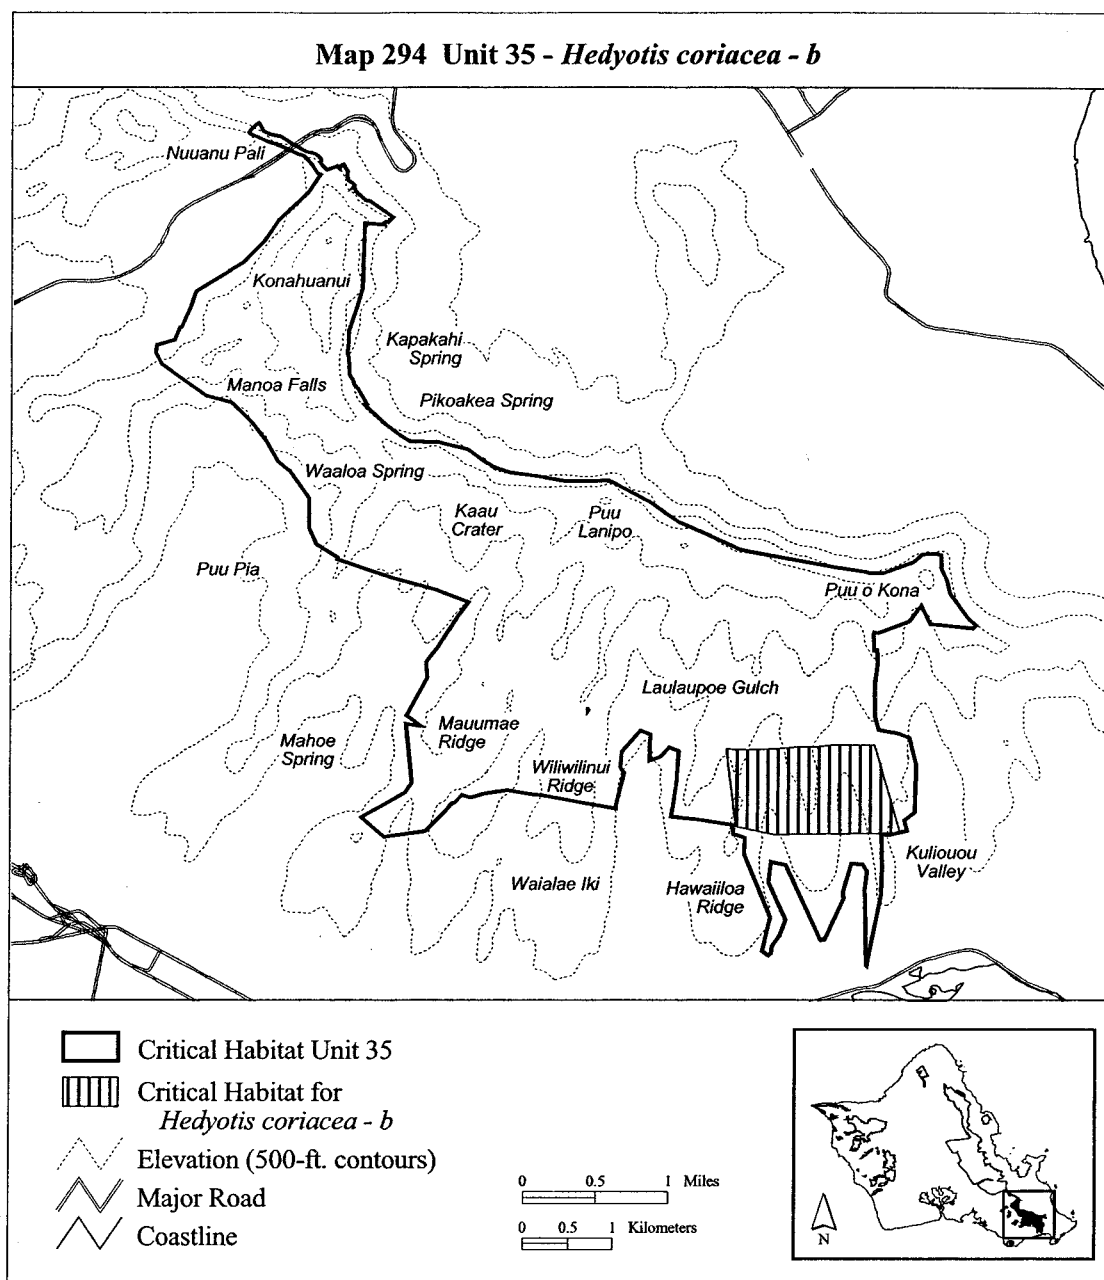 Map 294 Unit 35 - Hedyotis coriacea - b
Nuuanu Pali
Konahuanui
Kapakahi
Spring
Manoa Falls
Pikoakea Spring
Waaloa Spring
Kaau
Crater
Puu
Lanipo
Puu Pia
Puu o Kona
Laulaupoe Gulch
Mauumae
Ridge
Mahoe
Spring
Wiliwilinui
Ridge
Kuliouou
Valley
Waialae Iki
Hawaiiloa
Ridge
Critical Habitat Unit 35
Critical Habitat for
Hedyotis coriacea - b
Elevation (500-ft. contours)
Major Road
Coastline
0 0.5 1 Miles
0 0.5 1 Kilometers
N